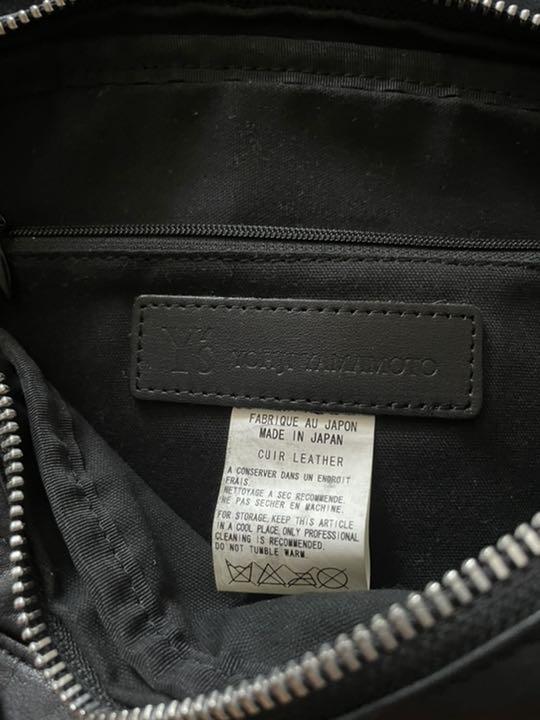 Y's YOHJI YAMAMOTO
FABRIQUE AU JAPON
MADE IN JAPAN
CUIR LEATHER
A CONSERVER DANS UN ENDROIT
FRAIS.
NETTOYAGE A SEC RECOMMENDE.
NE PAS SECHER EN MACHINE.
FOR STORAGE, KEEP THIS ARTICLE
IN A COOL PLACE. ONLY PROFESSIONAL
CLEANING IS RECOMMENDED.
DO NOT TUMBLE WARM.